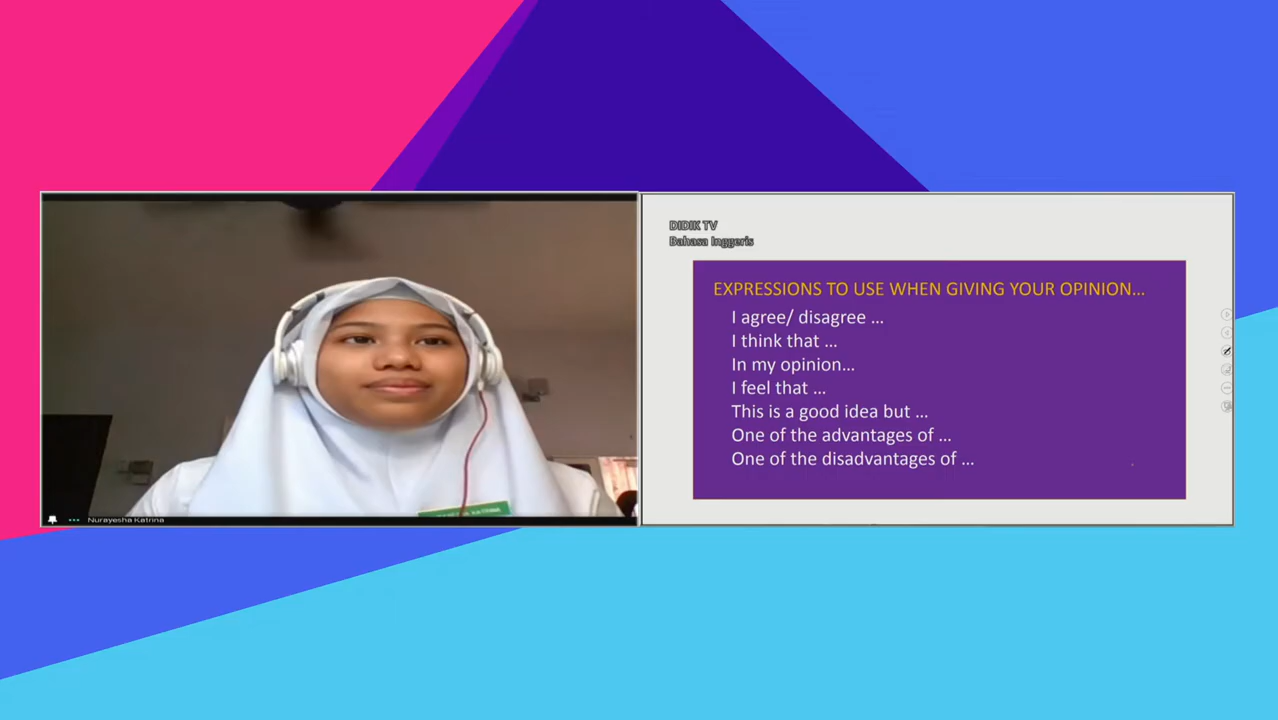 Nurayesha Katrina
DIDIK TV
Bahasa Inggeris
EXPRESSIONS TO USE WHEN GIVING YOUR OPINION...
I agree/ disagree ...
I think that ...
In my opinion...
I feel that ...
This is a good idea but ...
One of the advantages of ...
One of the disadvantages of ...